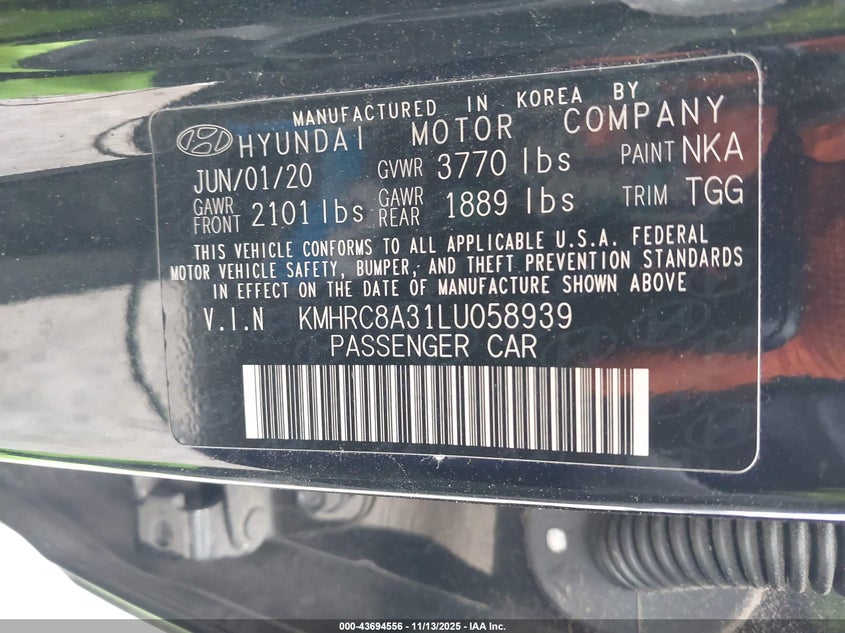 MANUFACTURED IN KOREA BY
HYUNDAI MOTOR COMPANY
JUN/01/20 GVWR 3770 lbs PAINT NKA
GAWR FRONT 2101 lbs GAWR REAR 1889 lbs TRIM TGG
THIS VEHICLE CONFORMS TO ALL APPLICABLE U.S.A. FEDERAL
MOTOR VEHICLE SAFETY, BUMPER, AND THEFT PREVENTION STANDARDS
IN EFFECT ON THE DATE OF MANUFACTURE SHOWN ABOVE
V.I.N KMHRC8A31LU058939
PASSENGER CAR
000-43694556 - 11/13/2025 - IAA Inc.